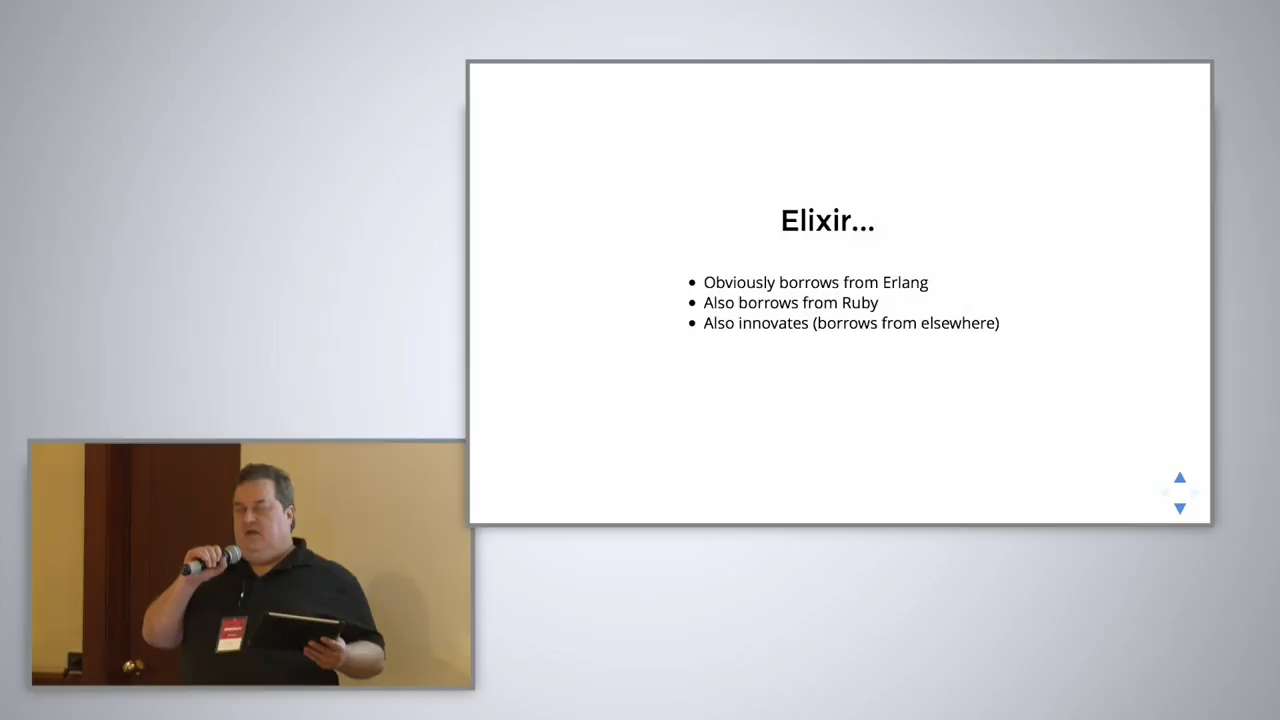 Elixir...
Obviously borrows from Erlang
Also borrows from Ruby
Also innovates (borrows from elsewhere)